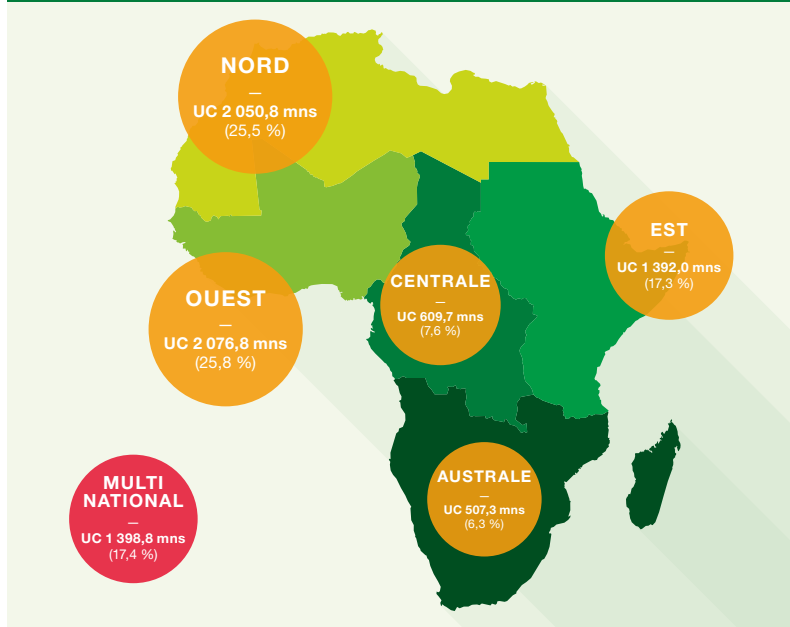 NORD
—
UC 2 050,8 mns
(25,5 %)
EST
—
UC 1 392,0 mns
(17,3 %)
CENTRALE
—
UC 609,7 mns
(7,6 %)
OUEST
—
UC 2 076,8 mns
(25,8 %)
AUSTRALE
—
UC 507,3 mns
(6,3 %)
MULTI
NATIONAL
—
UC 1 398,8 mns
(17,4 %)